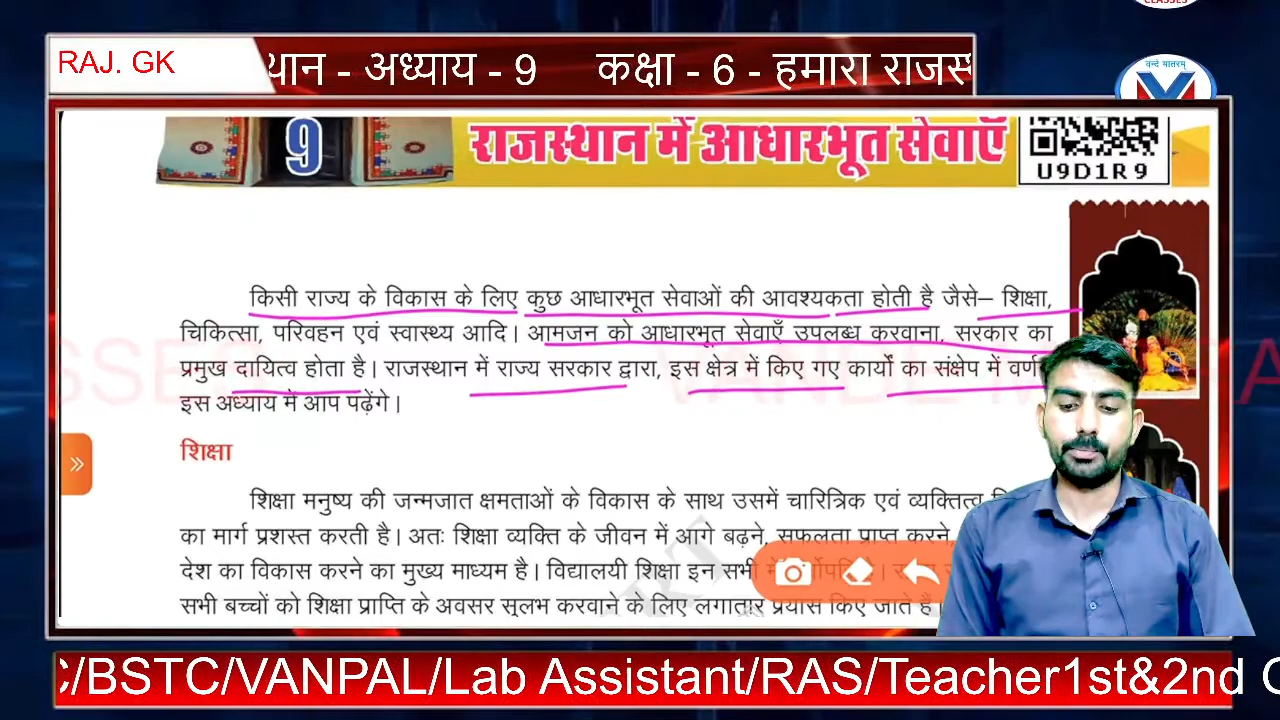 CLASSES
RAJ. GK
थान - अध्याय - 9 कक्षा - 6 - हमारा राजस्
वन्दे मातरम्
9
राजस्थान में आधारभूत सेवाएँ
U9D1R9
किसी राज्य के विकास के लिए कुछ आधारभूत सेवाओं की आवश्यकता होती है जैसे– शिक्षा,
चिकित्सा, परिवहन एवं स्वास्थ्य आदि। आमजन को आधारभूत सेवाएँ उपलब्ध करवाना, सरकार का
प्रमुख दायित्व होता है। राजस्थान में राज्य सरकार द्वारा, इस क्षेत्र में किए गए कार्यों का संक्षेप में वर्ण
इस अध्याय में आप पढ़ेंगे।
शिक्षा
शिक्षा मनुष्य की जन्मजात क्षमताओं के विकास के साथ उसमें चारित्रिक एवं व्यक्तित्व
का मार्ग प्रशस्त करती है। अतः शिक्षा व्यक्ति के जीवन में आगे बढ़ने, सफलता प्राप्त करने,
देश का विकास करने का मुख्य माध्यम है। विद्यालयी शिक्षा इन सभी में
सभी बच्चों को शिक्षा प्राप्ति के अवसर सुलभ करवाने के लिए लगातार प्रयास किए जाते है।
C/BSTC/VANPAL/Lab Assistant/RAS/Teacher1st&2nd